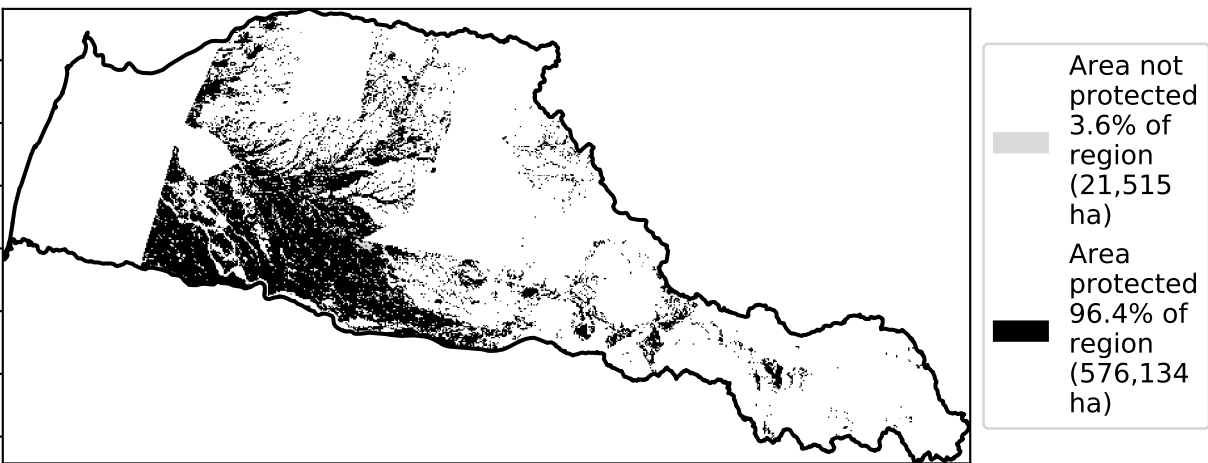 Area not
protected
3.6% of
region
(21,515
ha)
Area
protected
96.4% of
region
(576,134
ha)